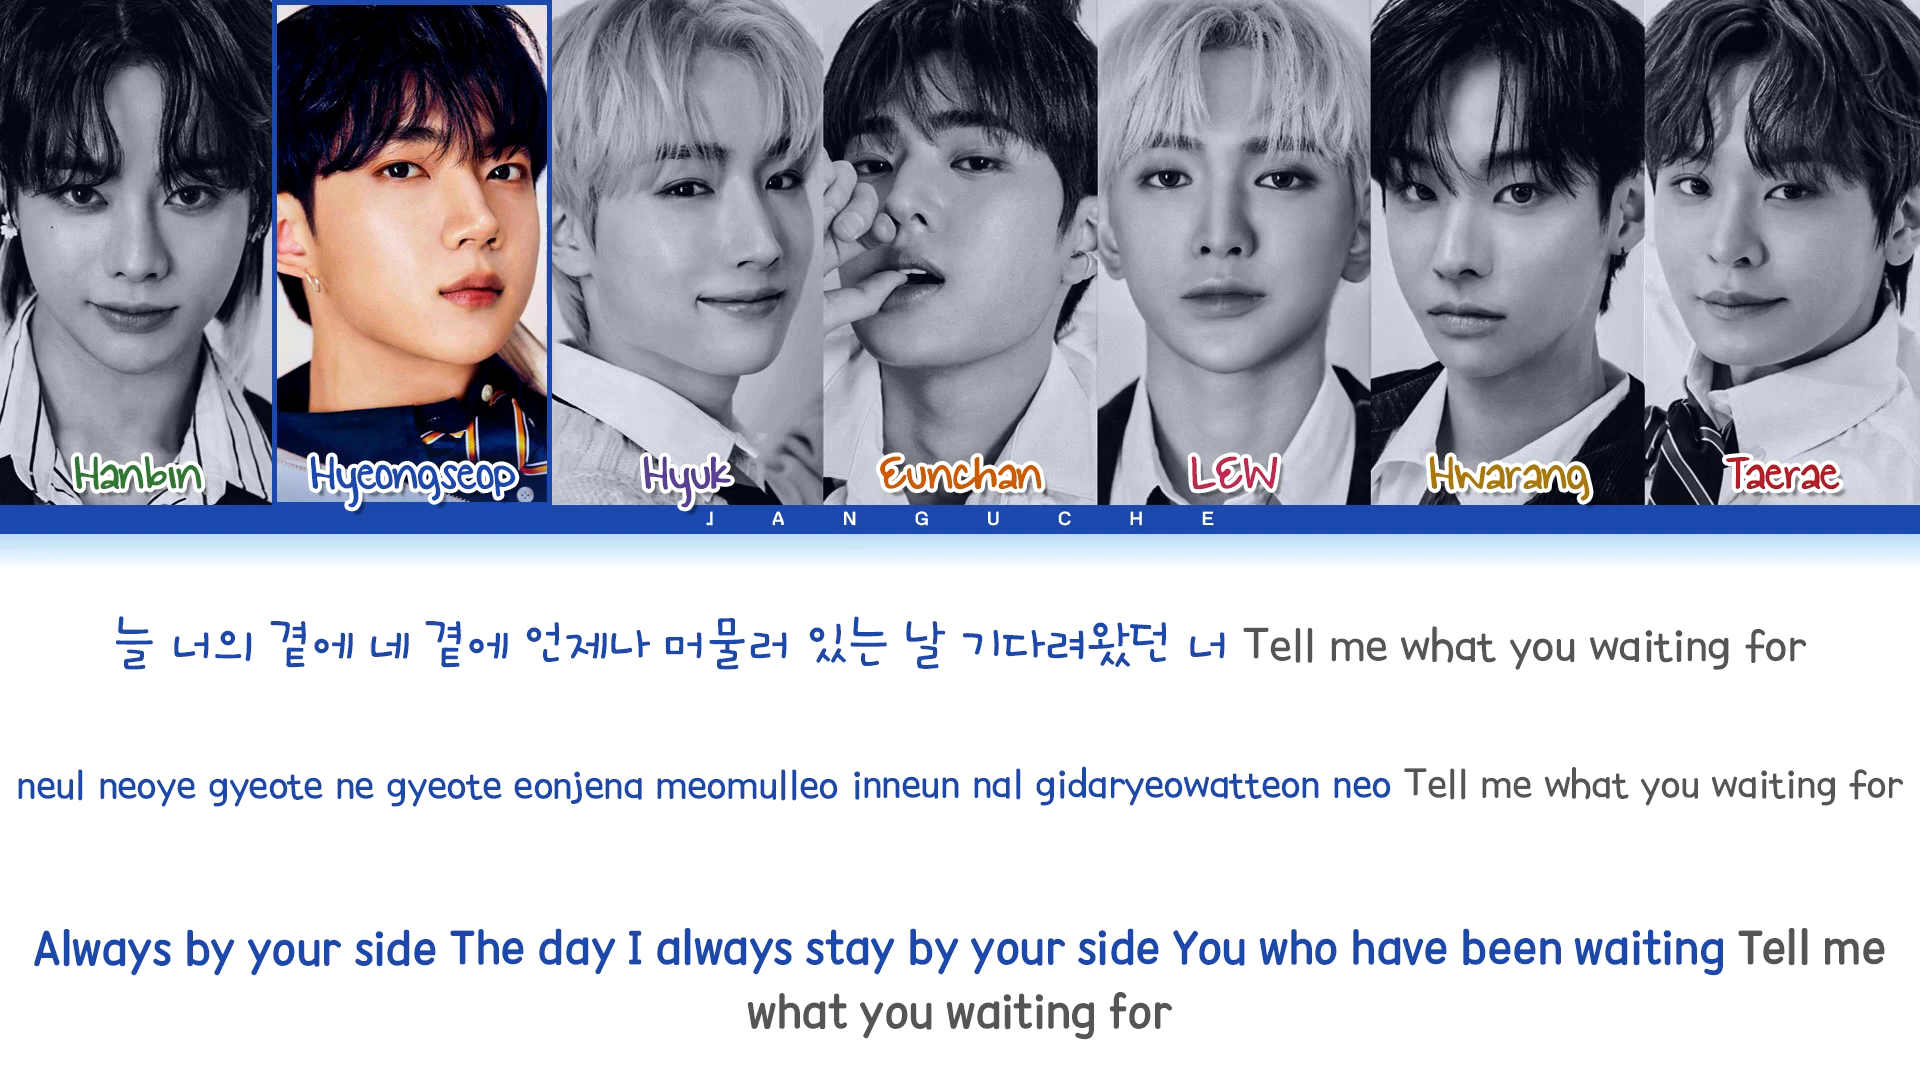 Hanbin Hyeongseop Hyuk Eunchan LEW Hwarang Taerae
JANGUCHE
늘 너의 곁에 네 곁에 언제나 머물러 있는 날 기다려왔던 너 Tell me what you waiting for
neul neoye gyeote ne gyeote eonjena meomulleo inneun nal gidaryeowatteon neo Tell me what you waiting for
Always by your side The day I always stay by your side You who have been waiting Tell me
what you waiting for